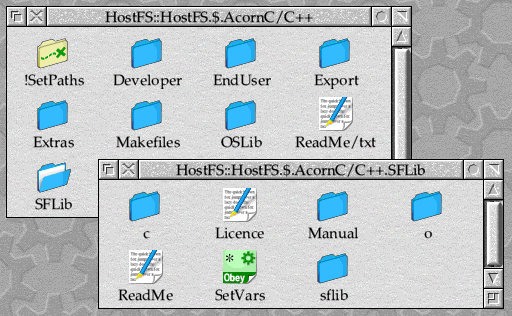 HostFS::HostFS.$.AcornC/C++
!SetPaths Developer EndUser Export
Extras Makefiles OSLib ReadMe/txt
SFLib
HostFS::HostFS.$.AcornC/C++.SFLib
c Licence Manual o
Obey
ReadMe SetVars sflib